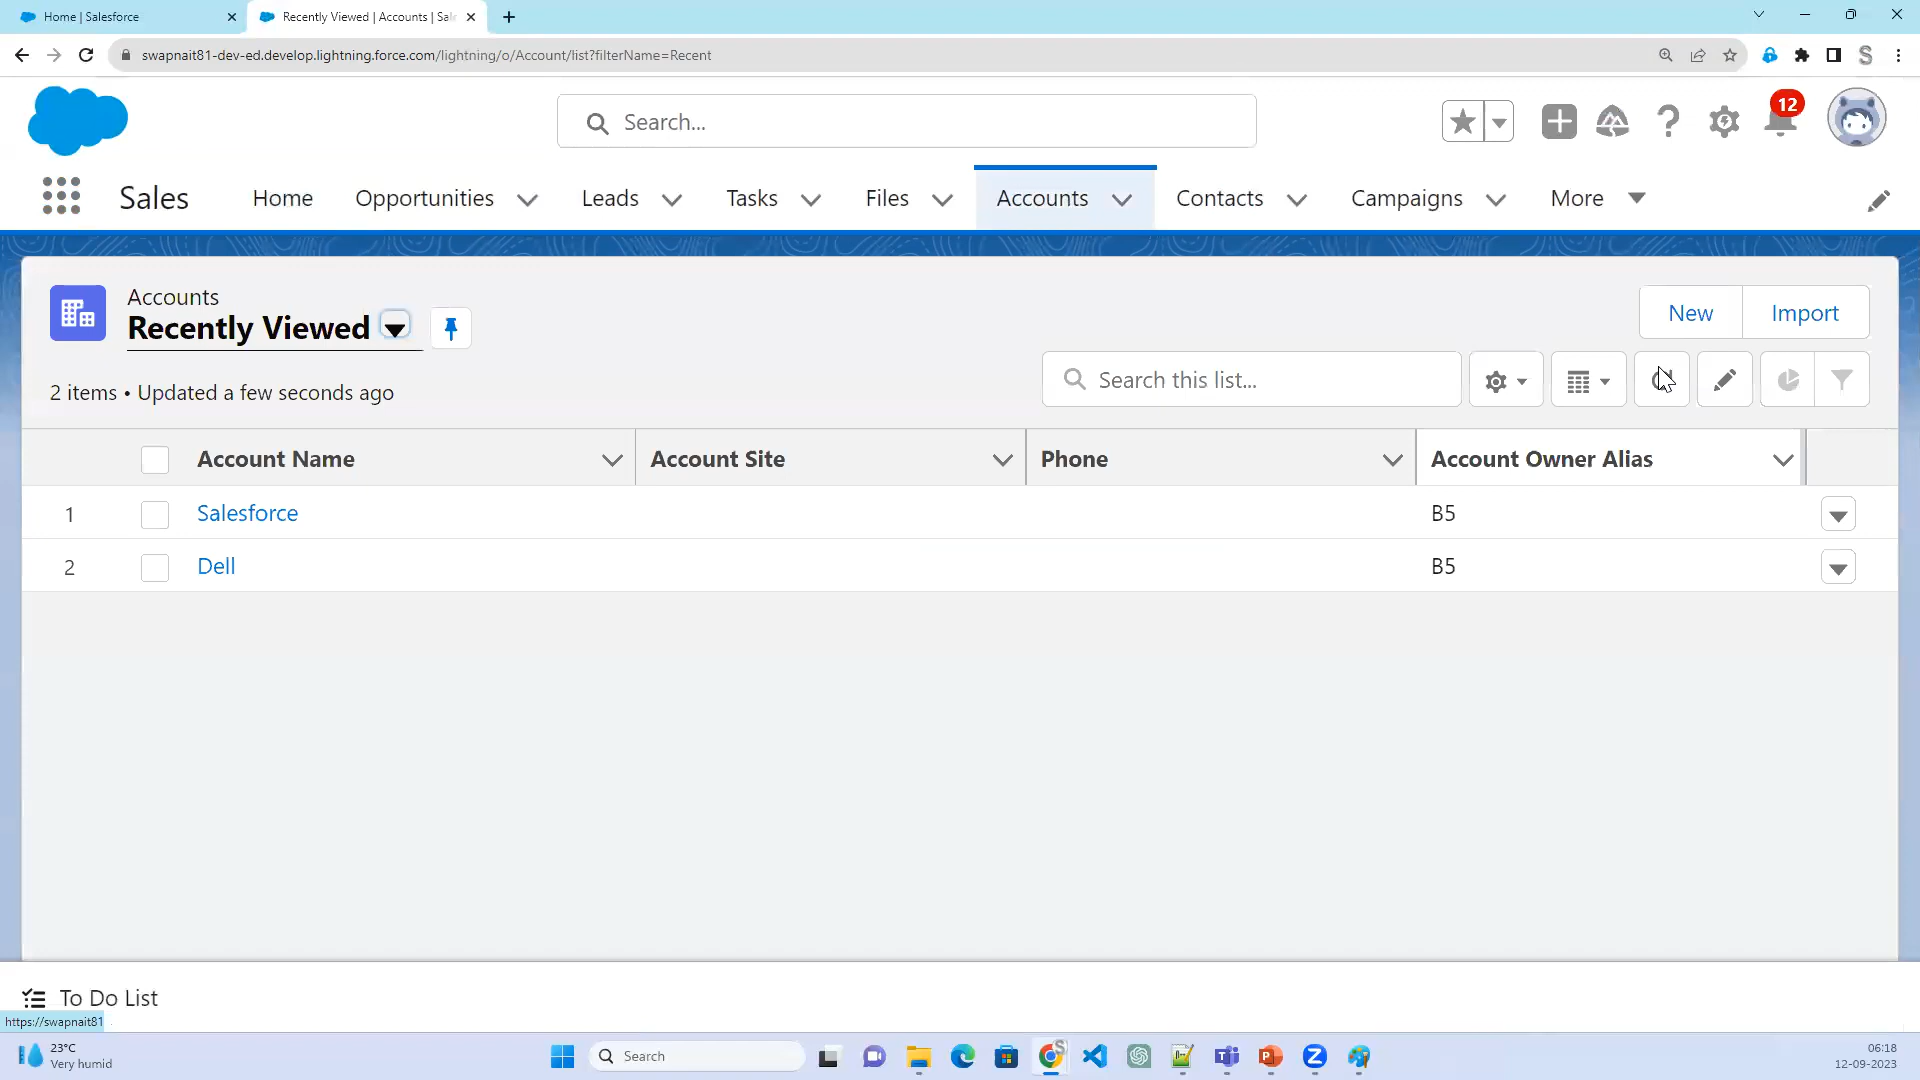 Home | Salesforce
Recently Viewed | Accounts | Sal
swapnait81-dev-ed.develop.lightning.force.com/lightning/o/Account/list?filterName=Recent
Search...
12
Sales
Home
Opportunities
Leads
Tasks
Files
Accounts
Contacts
Campaigns
More
Accounts
Recently Viewed
New
Import
2 items • Updated a few seconds ago
Search this list...
Account Name
Account Site
Phone
Account Owner Alias
1
Salesforce
B5
2
Dell
B5
To Do List
https://swapnait81
23°C
Very humid
Search
06:18
12-09-2023